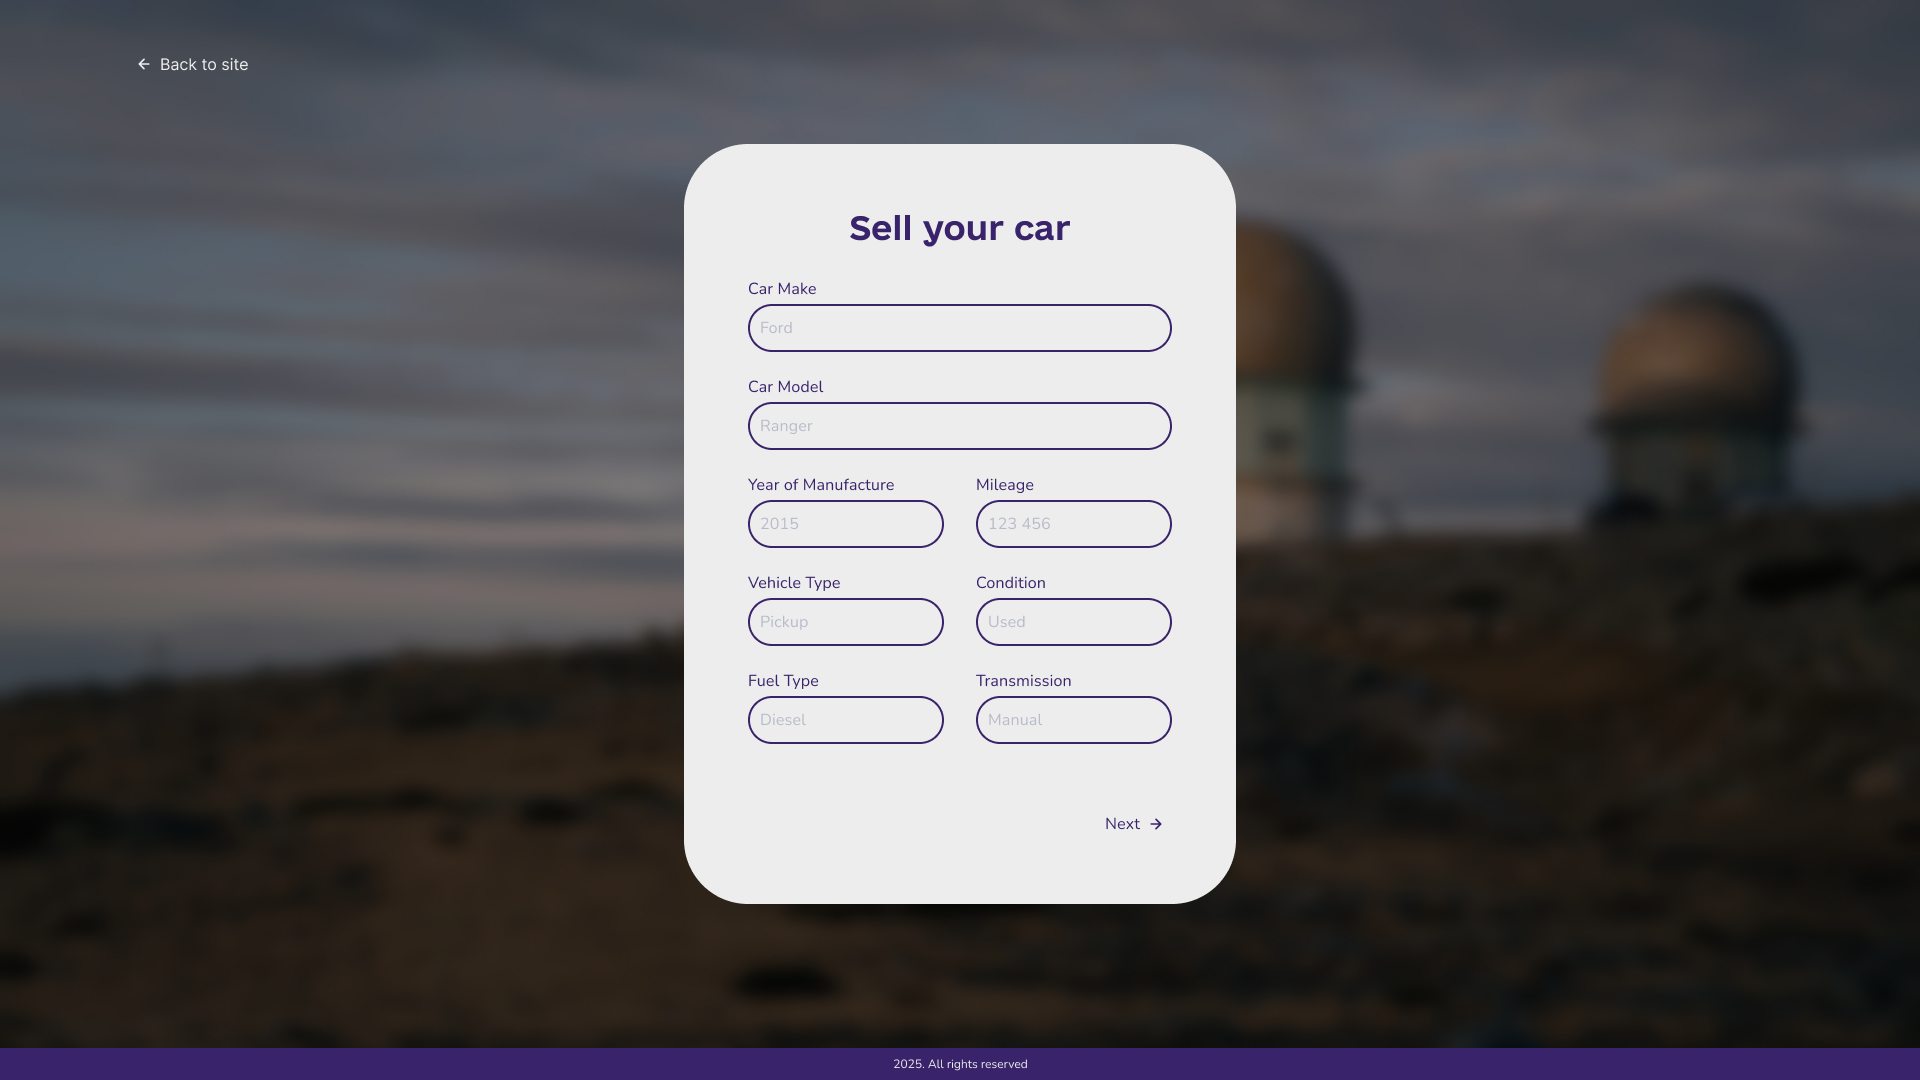 Back to site
Sell your car
Car Make
Ford
Car Model
Ranger
Year of Manufacture
Mileage
2015
123 456
Vehicle Type
Condition
Pickup
Used
Fuel Type
Transmission
Diesel
Manual
Next
2025. All rights reserved